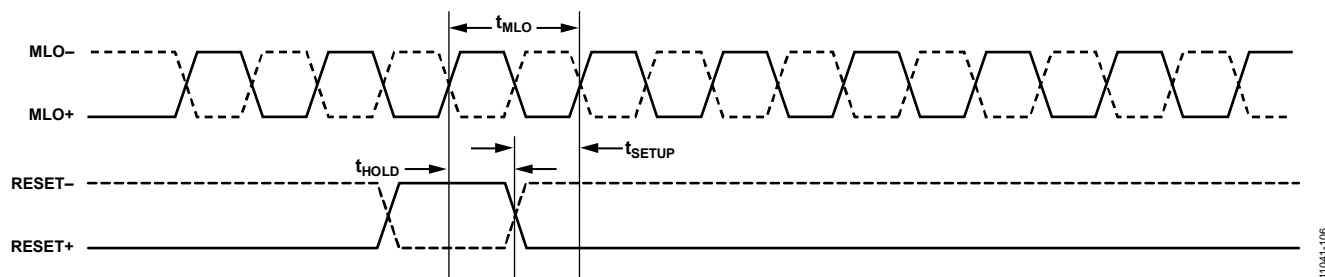 tMLO
MLO–
MLO+
tSETUP
tHOLD
RESET–
RESET+
11041-106